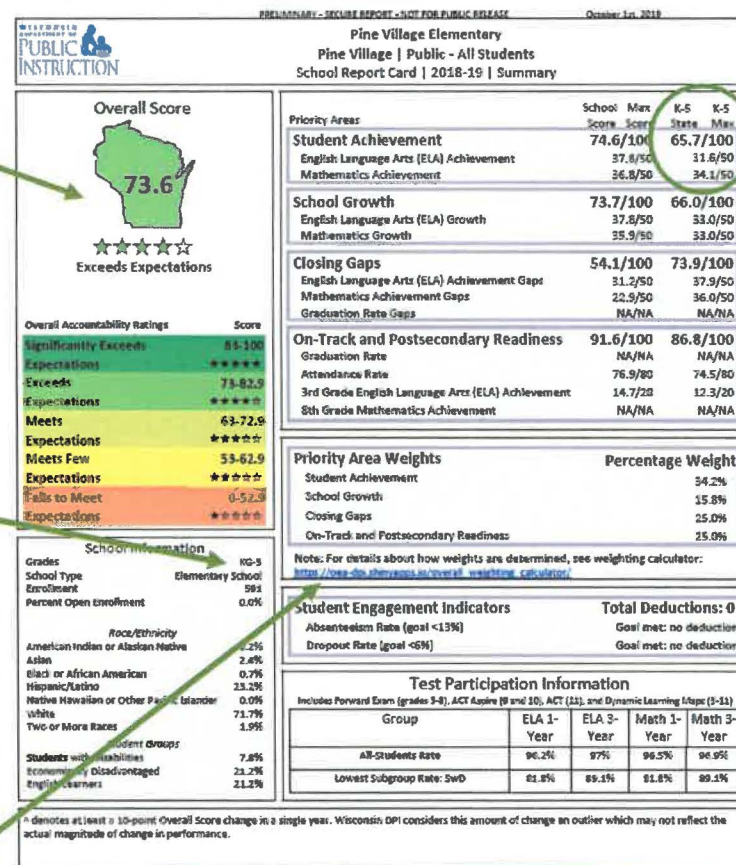 PRELIMINARY - SECURE REPORT - NOT FOR PUBLIC RELEASE October 1st, 2019
WISCONSIN
DEPARTMENT OF
PUBLIC
INSTRUCTION
Pine Village Elementary
Pine Village | Public - All Students
School Report Card | 2018-19 | Summary
Overall Score
73.6
Exceeds Expectations
Overall Accountability Ratings Score
Significantly Exceeds 83-100
Expectations ★★★★★
Exceeds 73-82.9
Expectations ★★★★☆
Meets 63-72.9
Expectations ★★★☆☆
Meets Few 53-62.9
Expectations ★★☆☆☆
Fails to Meet 0-52.9
Expectations ★☆☆☆☆
School Information
Grades KG-5
School Type Elementary School
Enrollment 591
Percent Open Enrollment 0.0%
Race/Ethnicity
American Indian or Alaskan Native .2%
Asian 2.4%
Black or African American 0.7%
Hispanic/Latino 23.2%
Native Hawaiian or Other Pacific Islander 0.0%
White 71.7%
Two or More Races 1.9%
Student Groups
Students with Disabilities 7.8%
Economically Disadvantaged 21.2%
English Learners 21.2%
School Max K-5 K-5
Priority Areas Score Score State Max
Student Achievement 74.6/100 65.7/100
English Language Arts (ELA) Achievement 37.8/50 31.6/50
Mathematics Achievement 36.8/50 34.1/50
School Growth 73.7/100 66.0/100
English Language Arts (ELA) Growth 37.8/50 33.0/50
Mathematics Growth 35.9/50 33.0/50
Closing Gaps 54.1/100 73.9/100
English Language Arts (ELA) Achievement Gaps 31.2/50 37.9/50
Mathematics Achievement Gaps 22.9/50 36.0/50
Graduation Rate Gaps NA/NA NA/NA
On-Track and Postsecondary Readiness 91.6/100 86.8/100
Graduation Rate NA/NA NA/NA
Attendance Rate 76.9/80 74.5/80
3rd Grade English Language Arts (ELA) Achievement 14.7/20 12.3/20
8th Grade Mathematics Achievement NA/NA NA/NA
Priority Area Weights Percentage Weight
Student Achievement 34.2%
School Growth 15.8%
Closing Gaps 25.0%
On-Track and Postsecondary Readiness 25.0%
Note: For details about how weights are determined, see weighting calculator:
https://oea-dpi.shinyapps.io/overall_weighting_calculator/
Student Engagement Indicators Total Deductions: 0
Absenteeism Rate (goal <13%) Goal met: no deduction
Dropout Rate (goal <6%) Goal met: no deduction
Test Participation Information
Includes Forward Exam (grades 3-8), ACT Aspire (9 and 10), ACT (11), and Dynamic Learning Maps (3-11)
Group ELA 1-Year ELA 3-Year Math 1-Year Math 3-Year
All-Students Rate 96.2% 97% 96.5% 96.9%
Lowest Subgroup Rate: SwD 81.8% 89.1% 81.8% 89.1%
^ denotes at least a 10-point Overall Score change in a single year. Wisconsin DPI considers this amount of change an outlier which may not reflect the
actual magnitude of change in performance.